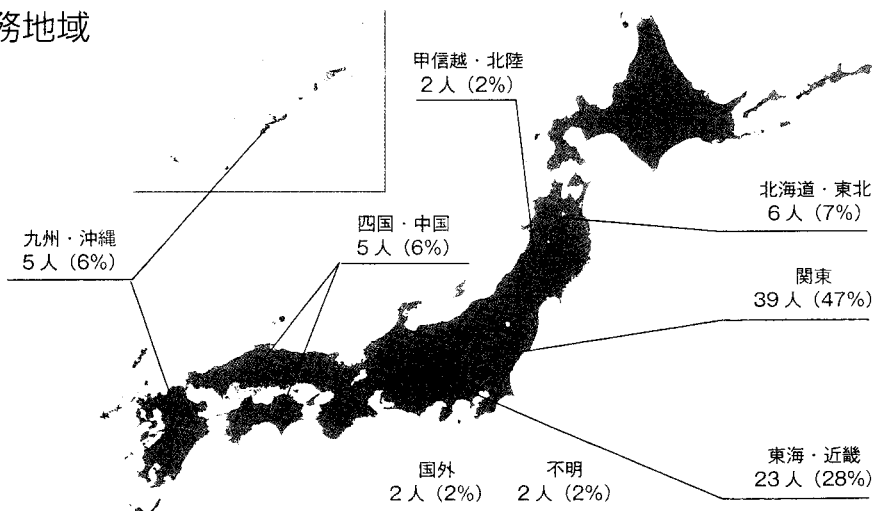 務地域
甲信越・北陸
2人（2%）
北海道・東北
6人（7%）
四国・中国
5人（6%）
九州・沖縄
5人（6%）
関東
39人（47%）
東海・近畿
23人（28%）
国外
2人（2%）
不明
2人（2%）